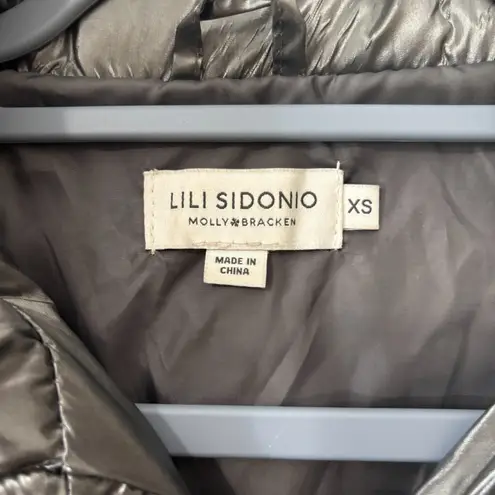 LILI SIDONIO
MOLLY BRACKEN
XS
MADE IN
CHINA